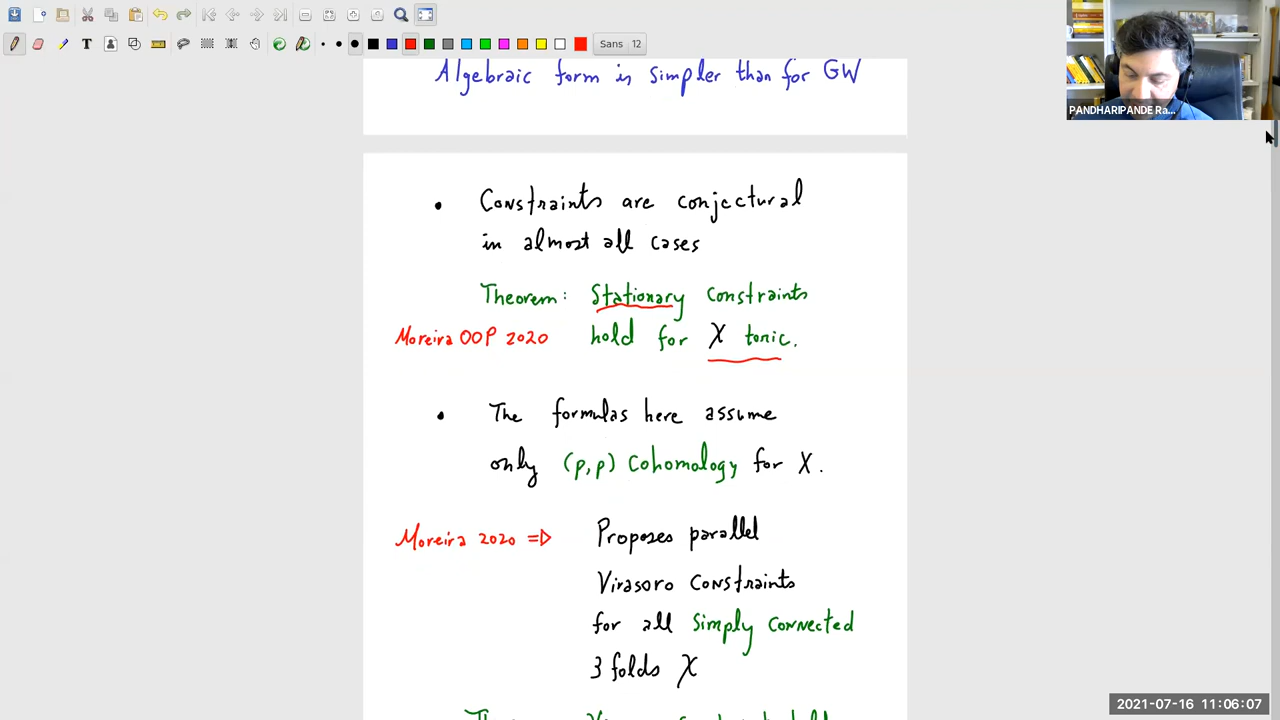 Sans 12
PANDHARIPANDE Ra...
Algebraic form is simpler than for GW
• Constraints are conjectural
in almost all cases
Theorem: Stationary constraints
Moreira OOP 2020 hold for X toric.
• The formulas here assume
only (p,p) cohomology for X.
Moreira 2020 ⇒ Proposes parallel
Virasoro constraints
for all simply connected
3 folds X
2021-07-16 11:06:07